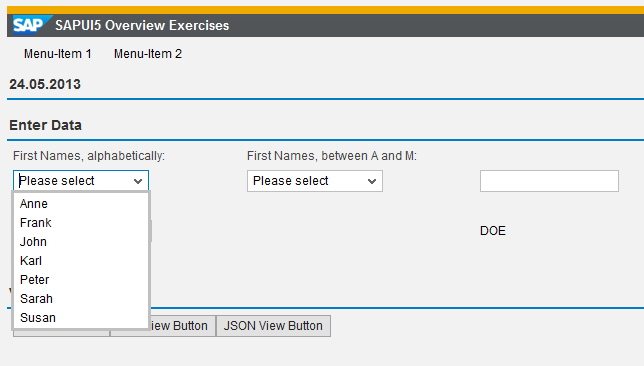 SAP SAPUI5 Overview Exercises
Menu-Item 1 Menu-Item 2
24.05.2013
Enter Data
First Names, alphabetically: First Names, between A and M:
Please select Please select
Anne
Frank
John
DOE
Karl
Peter
Sarah
Susan
iew Button JSON View Button